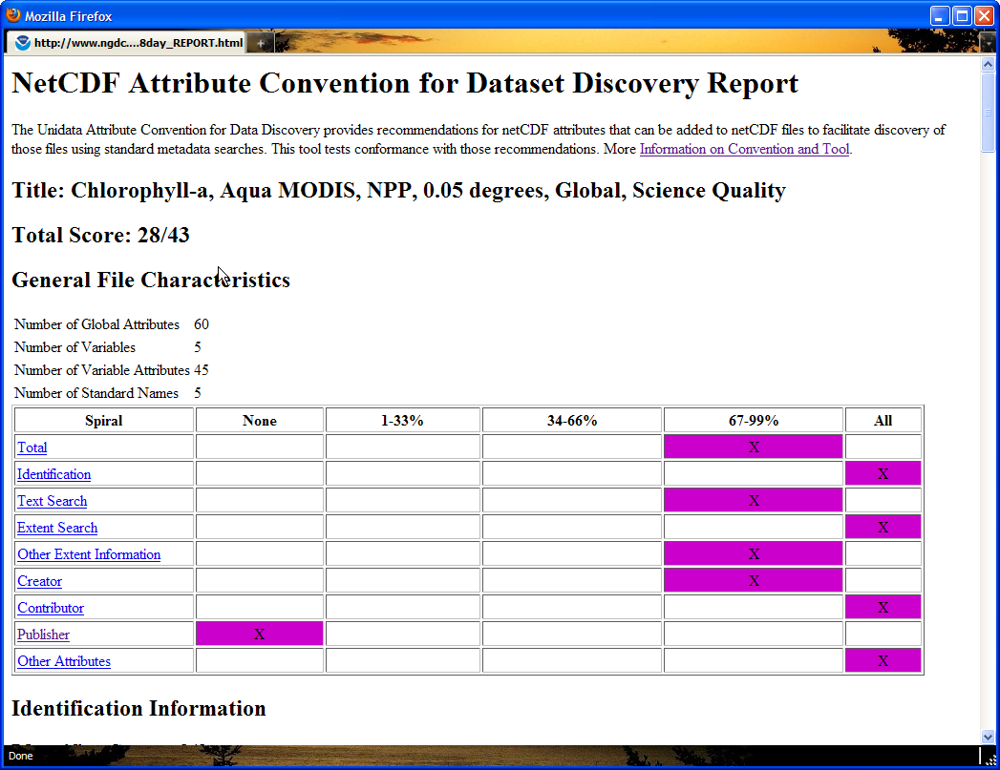 Mozilla Firefox
http://www.ngdc....8day_REPORT.html
NetCDF Attribute Convention for Dataset Discovery Report
The Unidata Attribute Convention for Data Discovery provides recommendations for netCDF attributes that can be added to netCDF files to facilitate discovery of
those files using standard metadata searches. This tool tests conformance with those recommendations. More Information on Convention and Tool.
Title: Chlorophyll-a, Aqua MODIS, NPP, 0.05 degrees, Global, Science Quality
Total Score: 28/43
General File Characteristics
Number of Global Attributes 60
Number of Variables 5
Number of Variable Attributes 45
Number of Standard Names 5
Spiral None 1-33% 34-66% 67-99% All
Total X
Identification X
Text Search X
Extent Search X
Other Extent Information X
Creator X
Contributor X
Publisher X
Other Attributes X
Identification Information
Done